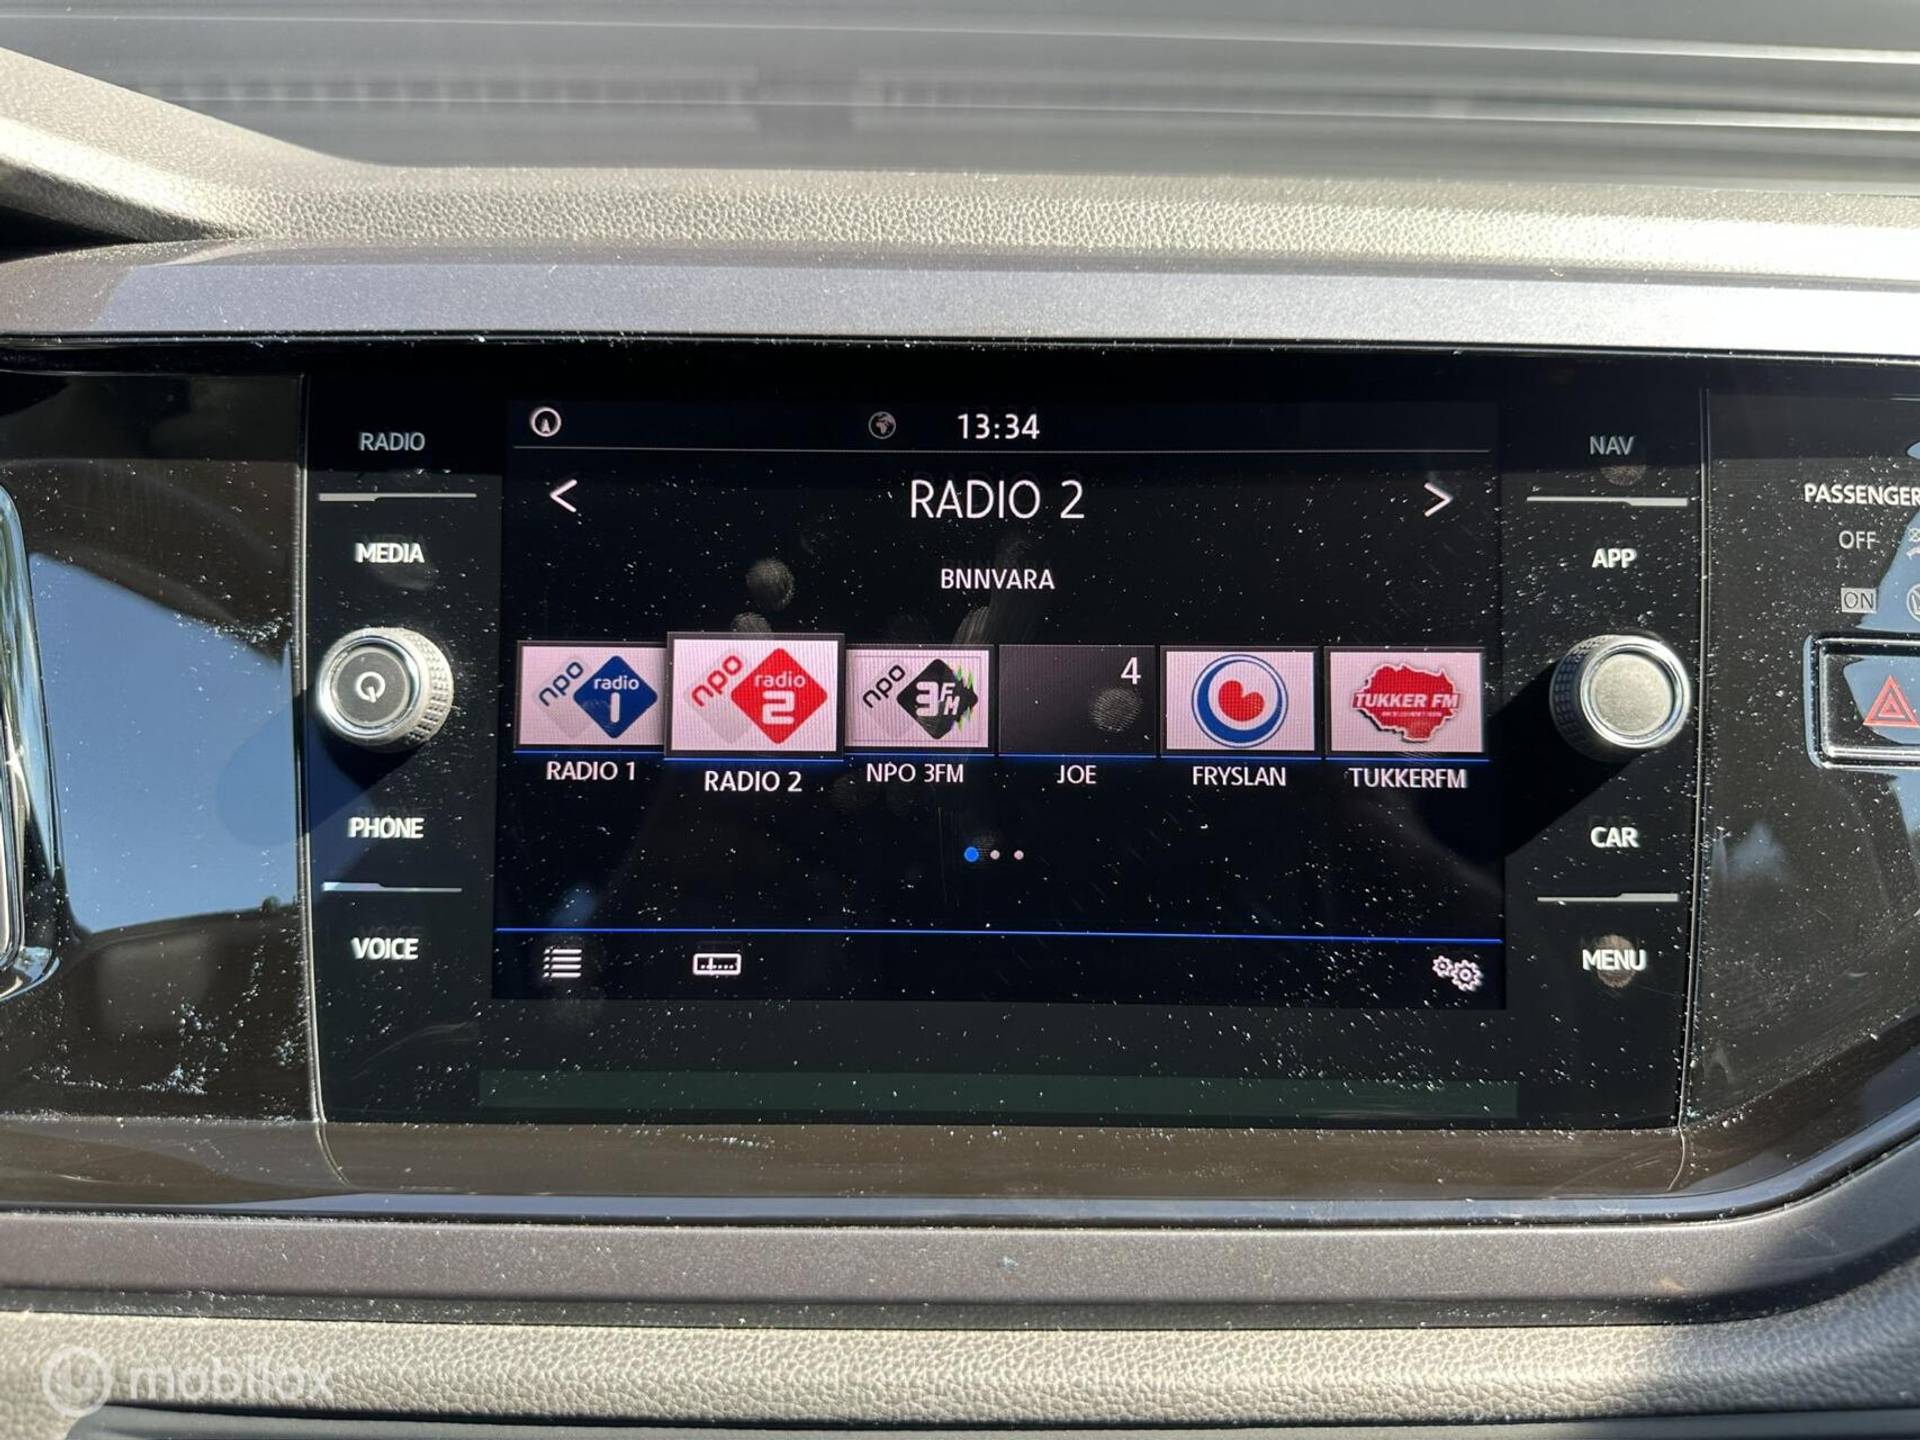 13:34
RADIO
NAV
< RADIO 2 >
PASSENGER
MEDIA
APP
OFF
BNNVARA
ON
npo radio 1
npo radio 2
npo 3FM
4
TUKKER FM
RADIO 1
RADIO 2
NPO 3FM
JOE
FRYSLAN
TUKKERFM
PHONE
CAR
VOICE
MENU
mobilox